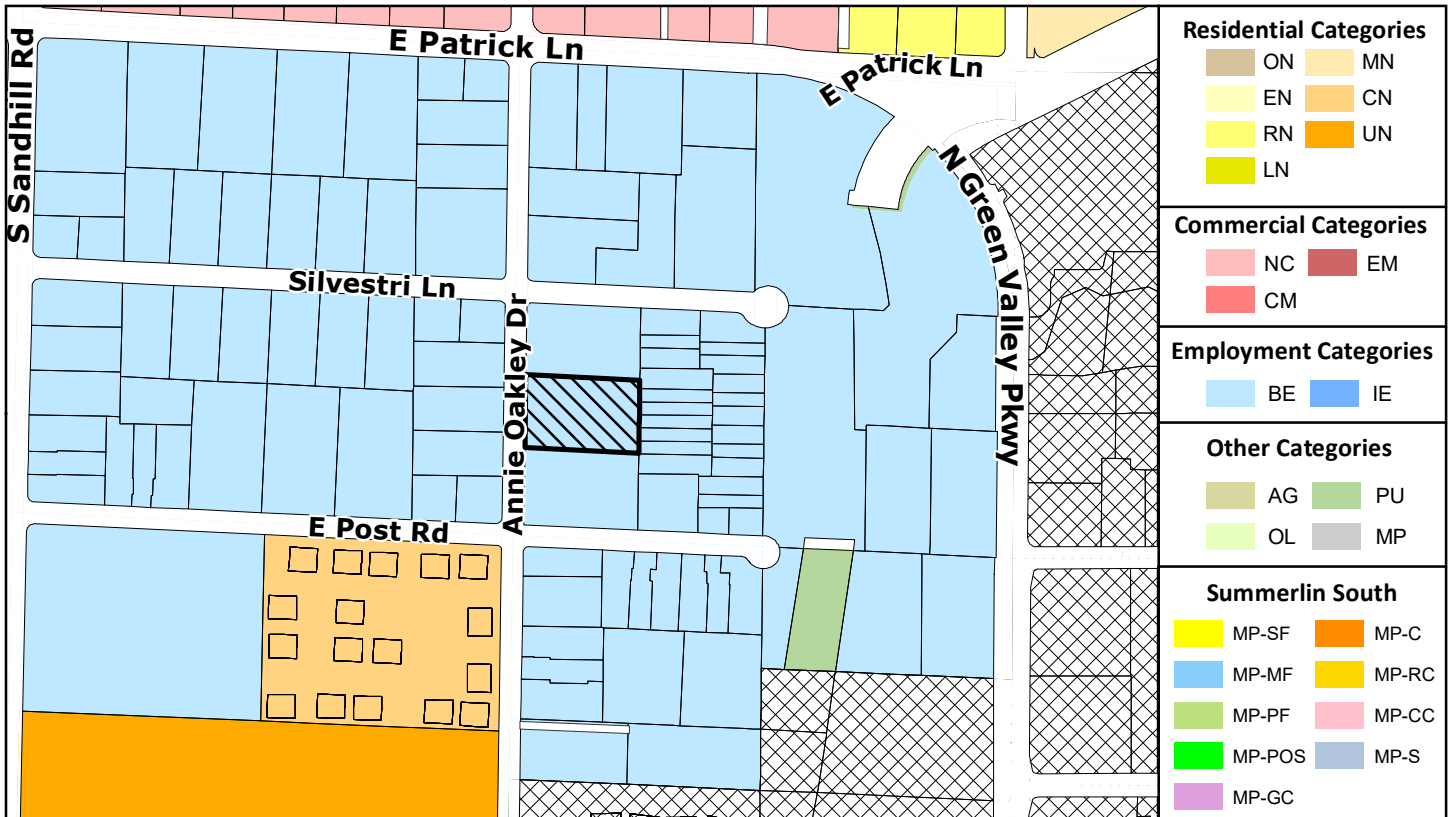 E Patrick Ln
E Patrick Ln
S Sandhill Rd
N Green Valley Pkwy
Silvestri Ln
Annie Oakley Dr
E Post Rd
Residential Categories
ON MN
EN CN
RN UN
LN
Commercial Categories
NC EM
CM
Employment Categories
BE IE
Other Categories
AG PU
OL MP
Summerlin South
MP-SF MP-C
MP-MF MP-RC
MP-PF MP-CC
MP-POS MP-S
MP-GC